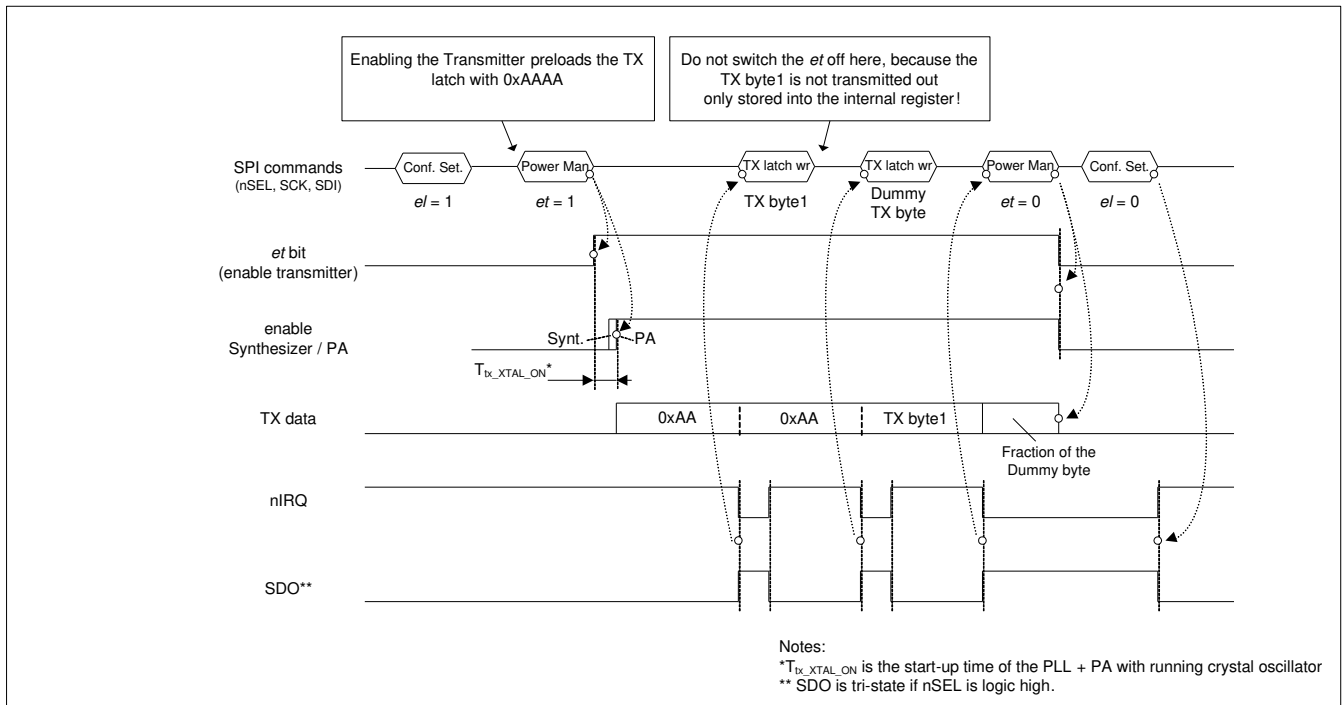 Enabling the Transmitter preloads the TX
latch with 0xAAAA
Do not switch the et off here, because the
TX byte1 is not transmitted out
only stored into the internal register!
SPI commands
(nSEL, SCK, SDI)
Conf. Set.
Power Man
TX latch wr
TX latch wr
Power Man
Conf. Set.
el = 1
et = 1
TX byte1
Dummy
TX byte
et = 0
el = 0
et bit
(enable transmitter)
enable
Synthesizer / PA
Synt.
PA
Ttx_XTAL_ON*
TX data
0xAA
0xAA
TX byte1
Fraction of the
Dummy byte
nIRQ
SDO**
Notes:
*Ttx_XTAL_ON is the start-up time of the PLL + PA with running crystal oscillator
** SDO is tri-state if nSEL is logic high.